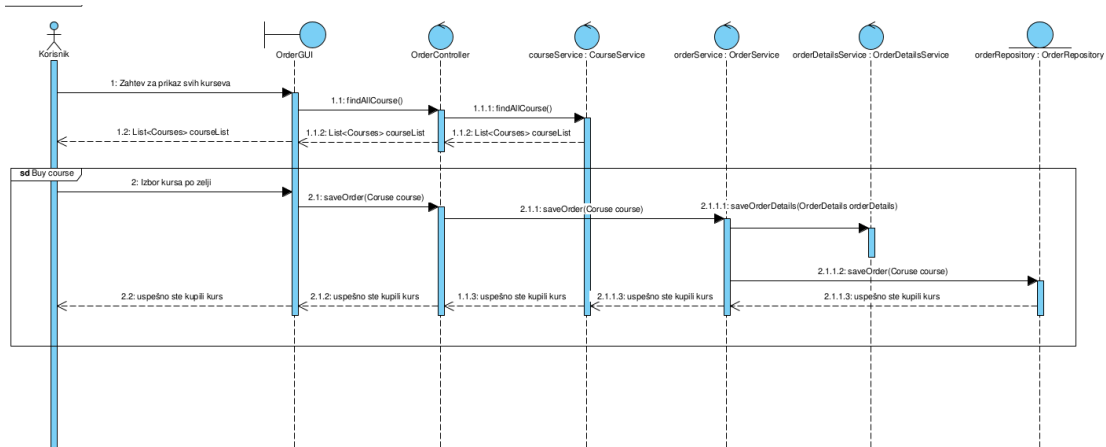 Korisnik
OrderGUI
OrderController
courseService : CourseService
orderService : OrderService
orderDetailsService : OrderDetailsService
orderRepository : OrderRepository
1: Zahtev za prikaz svih kurseva
1.1: findAllCourse()
1.1.1: findAllCourse()
1.2: List<Courses> courseList
1.1.2: List<Courses> courseList
1.1.2: List<Courses> courseList
sd Buy course
2: Izbor kursa po zelji
2.1: saveOrder(Coruse course)
2.1.1: saveOrder(Coruse course)
2.1.1.1: saveOrderDetails(OrderDetails orderDetails)
2.1.1.2: saveOrder(Coruse course)
2.2: uspešno ste kupili kurs
2.1.2: uspešno ste kupili kurs
1.1.3: uspešno ste kupili kurs
2.1.1.3: uspešno ste kupili kurs
2.1.1.3: uspešno ste kupili kurs